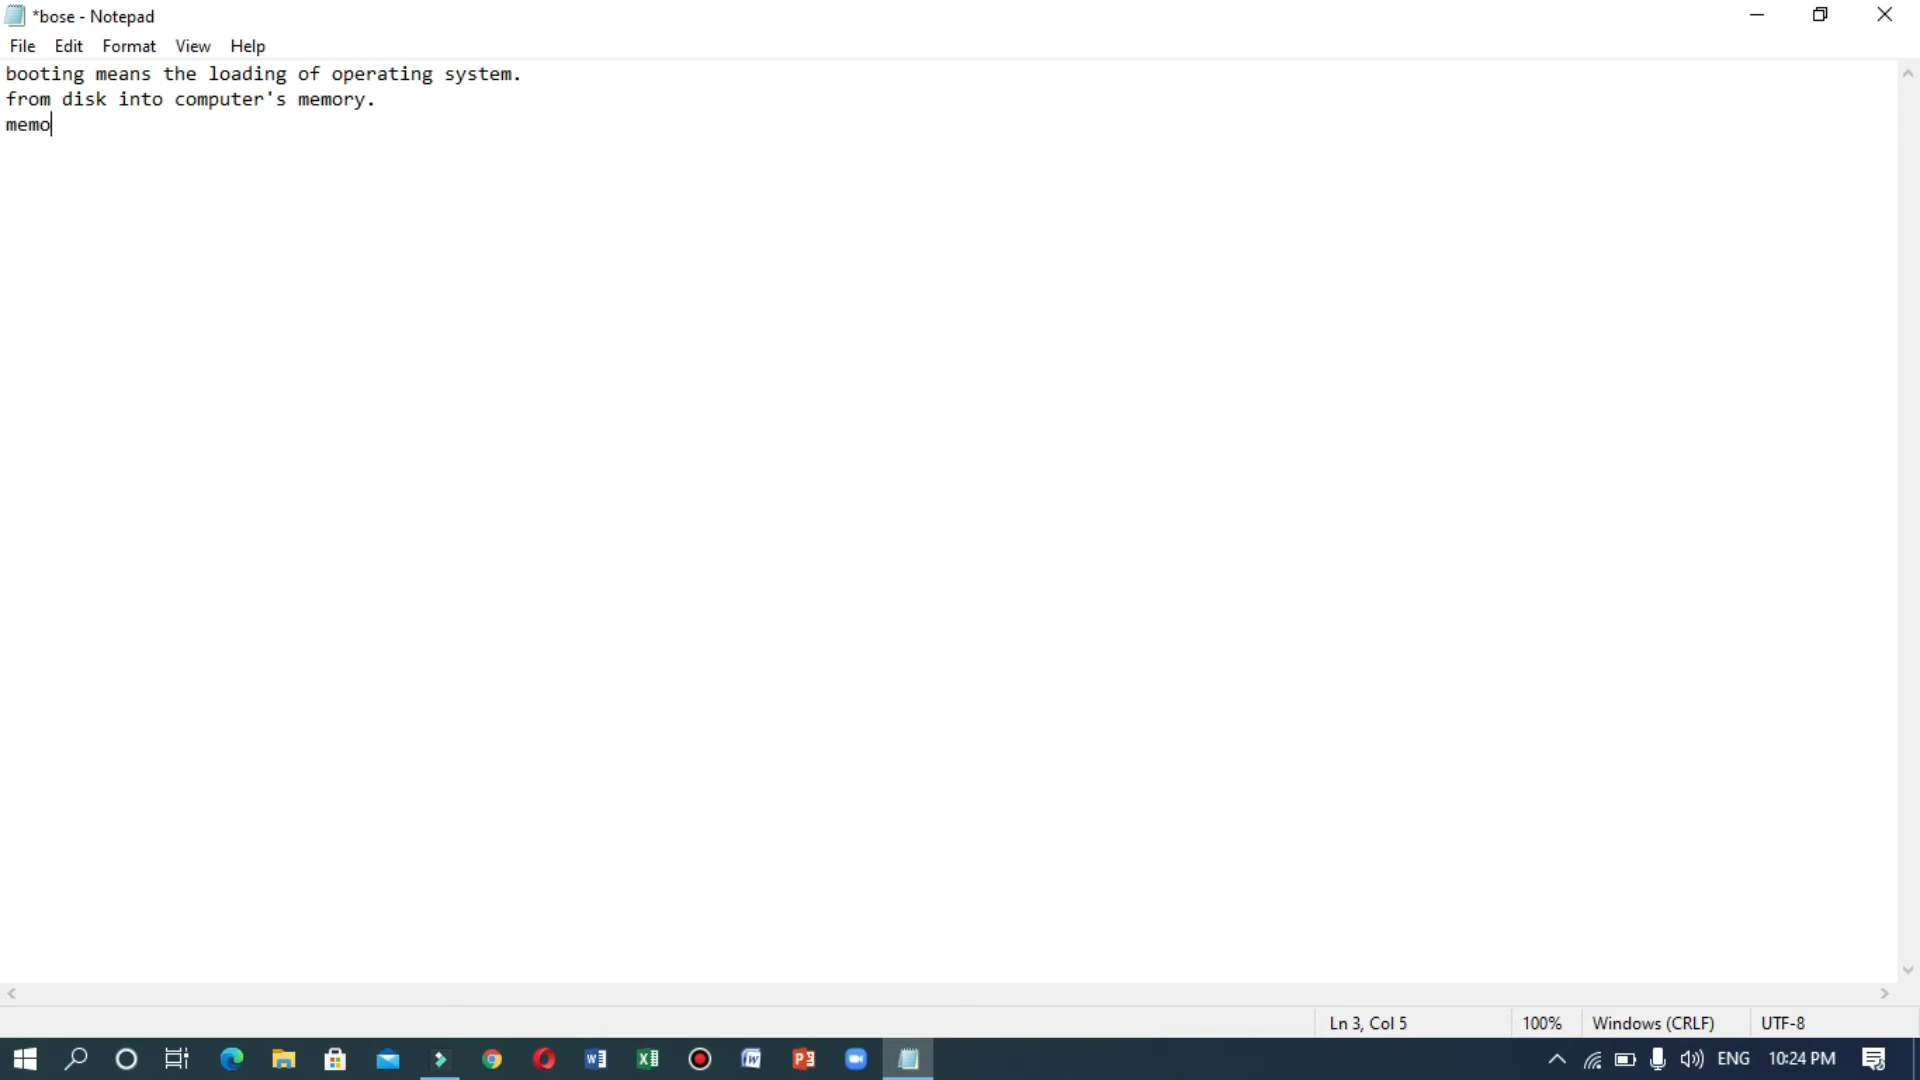 *bose - Notepad
File Edit Format View Help
booting means the loading of operating system.
from disk into computer's memory.
memo
Ln 3, Col 5 100% Windows (CRLF) UTF-8
ENG 10:24 PM